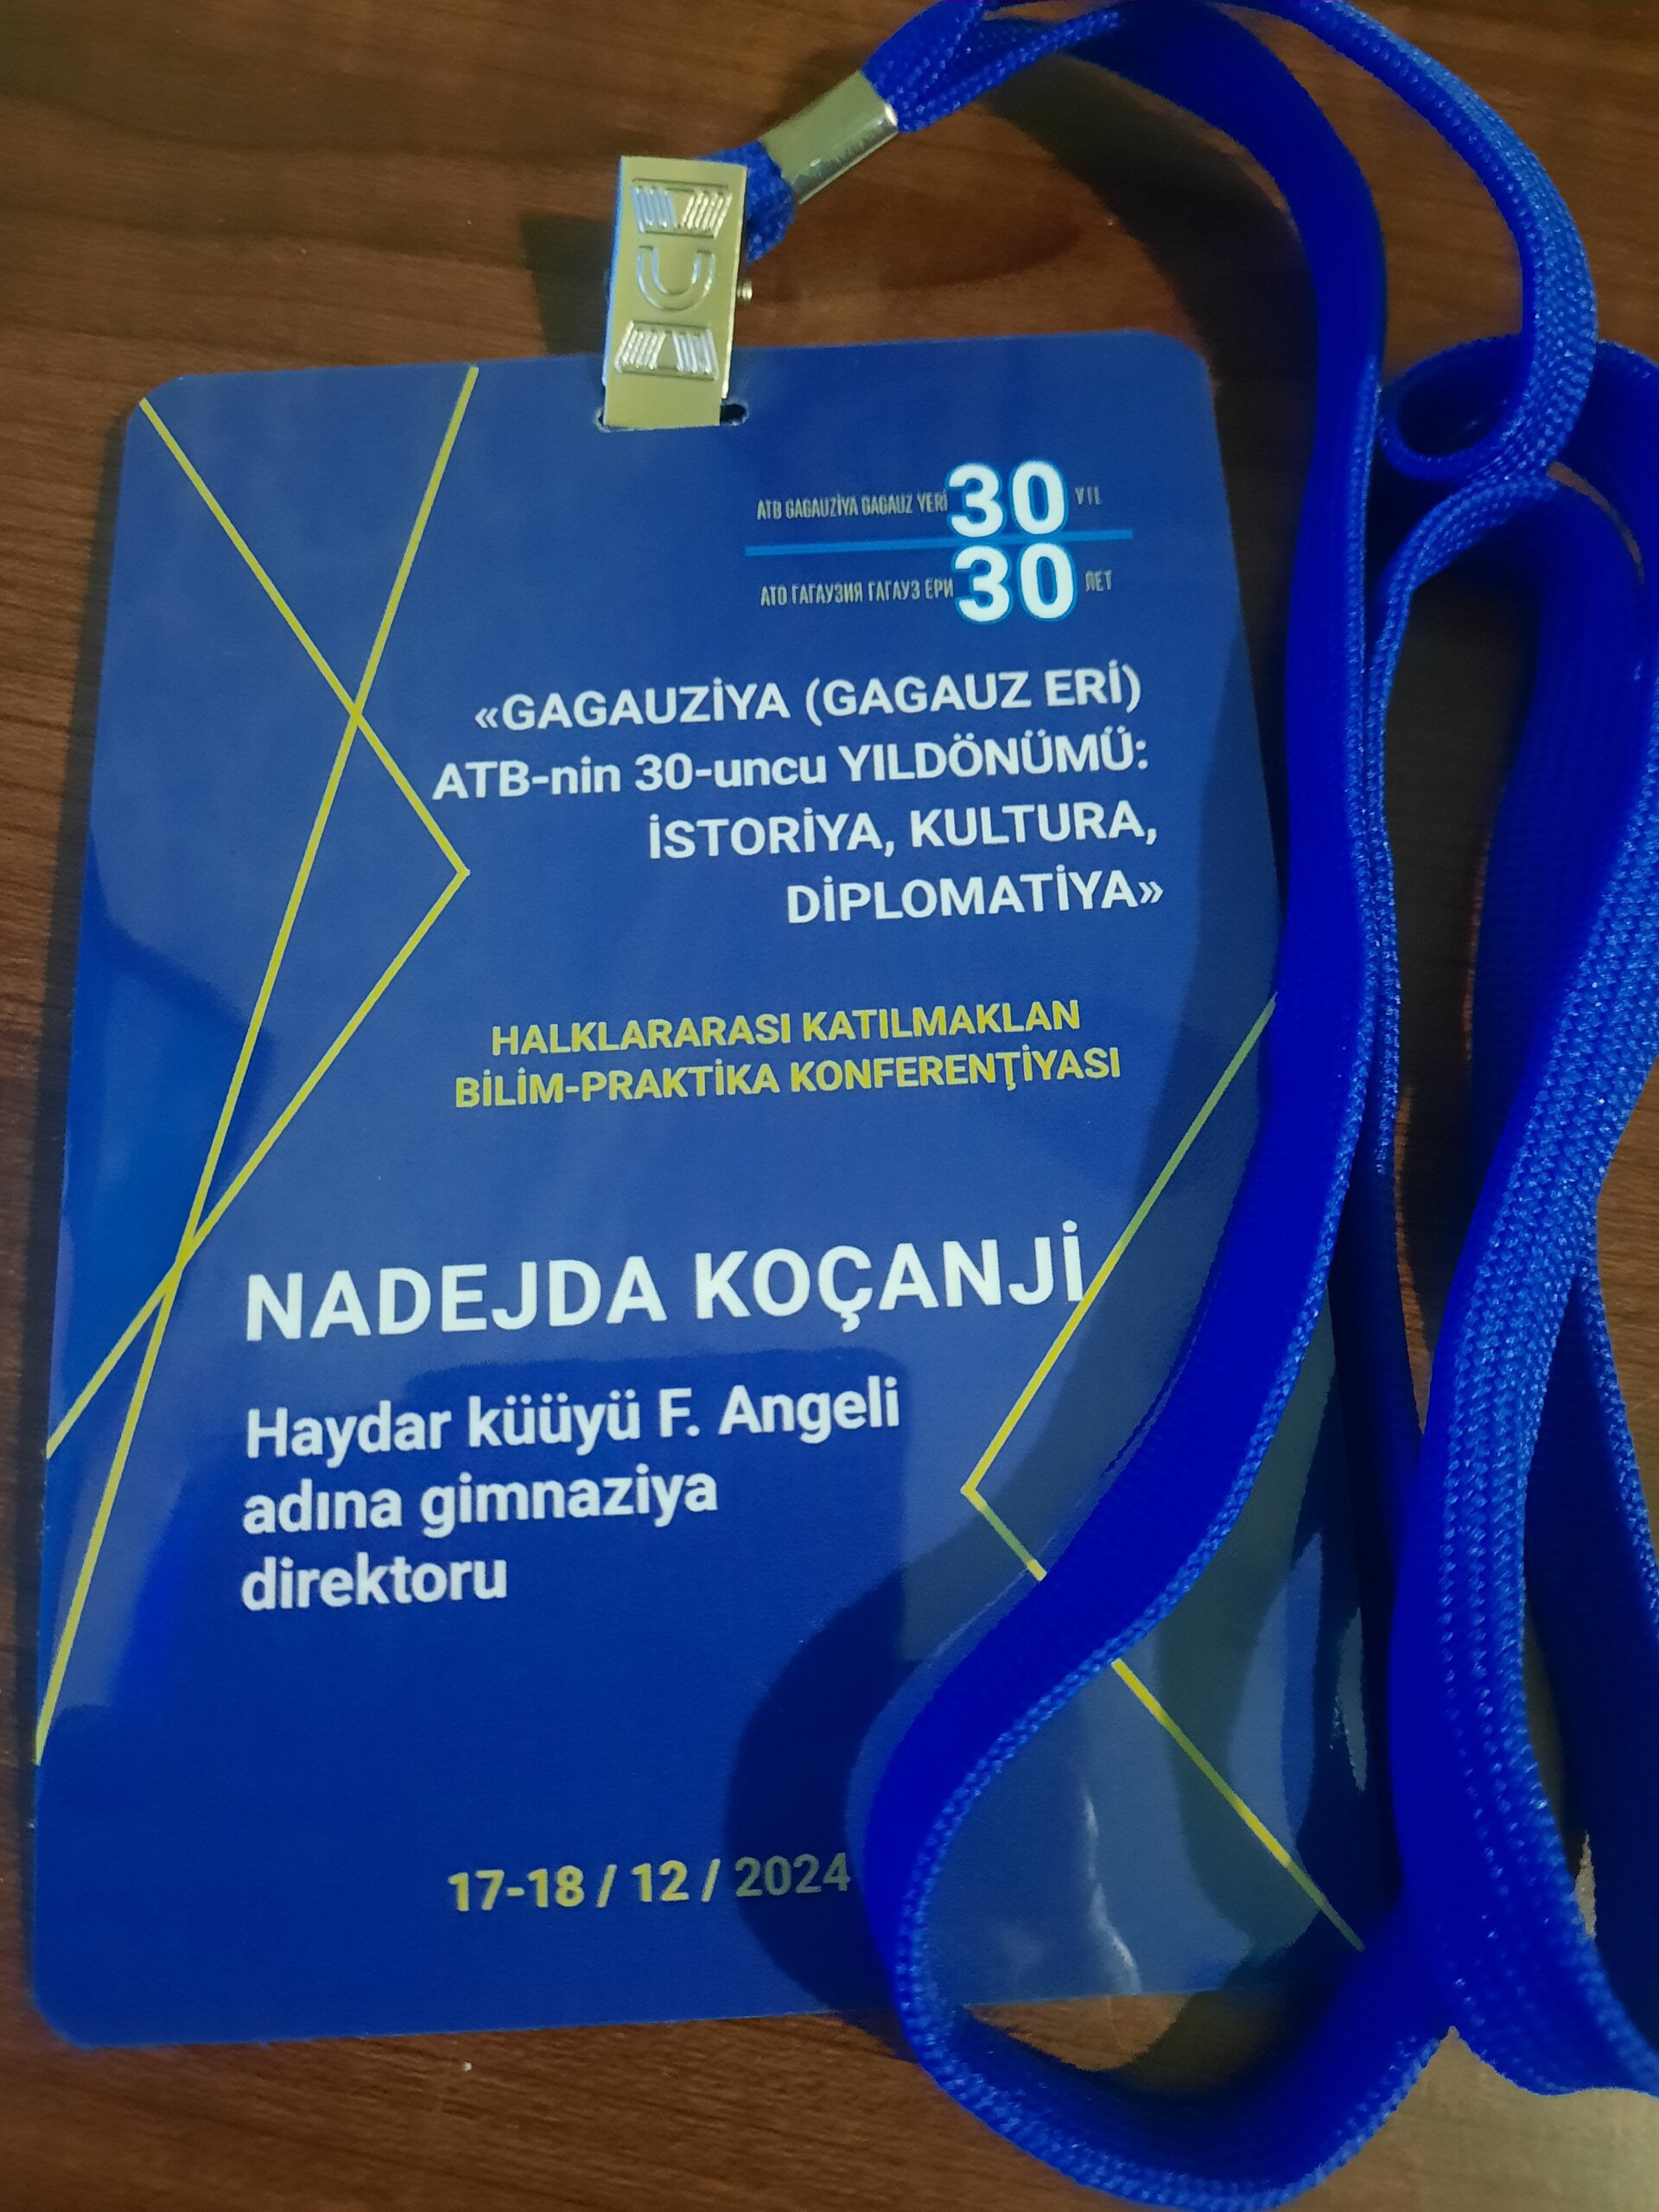 ATB GAGAUZİYA GAGAUZ YERİ 30 YIL
АТО ГАГАУЗИЯ ГАГАУЗ ЕРИ 30 ЛЕТ
«GAGAUZİYA (GAGAUZ ERİ)
ATB-nin 30-uncu YILDÖNÜMÜ:
İSTORİYA, KULTURA,
DİPLOMATİYA»
HALKLARARASI KATILMAKLAN
BİLİM-PRAKTİKA KONFERENŢİYASI
NADEJDA KOÇANJİ
Haydar küüyü F. Angeli
adına gimnaziya
direktoru
17-18 / 12 / 2024